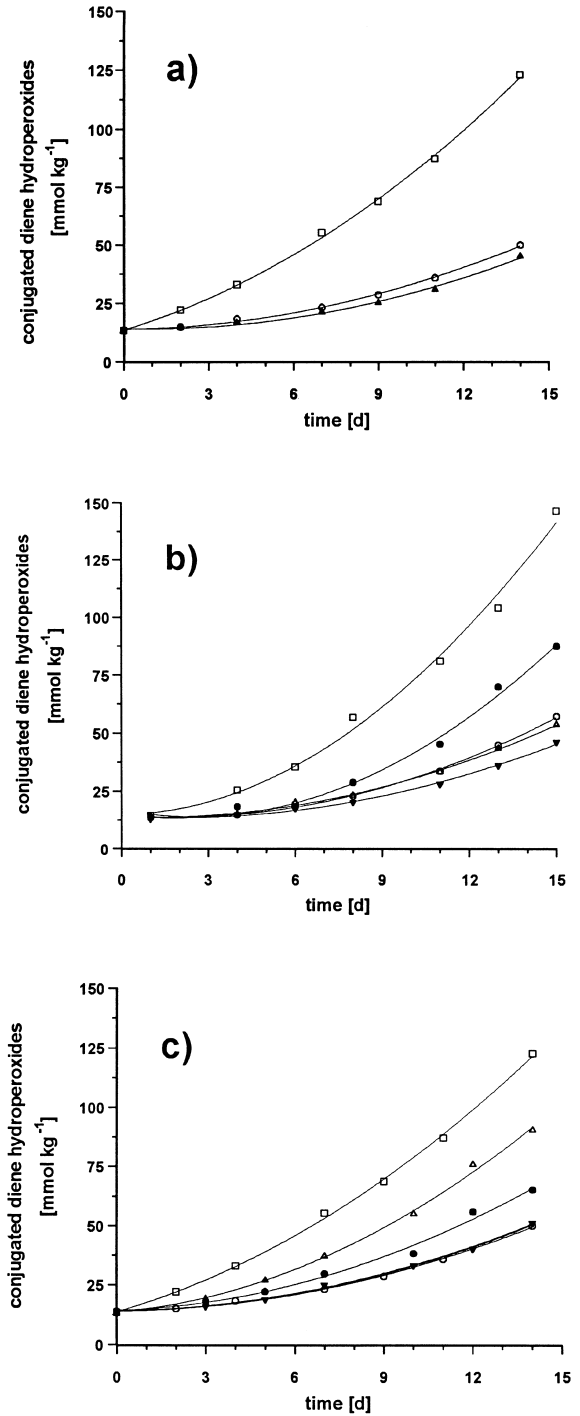 a)
conjugated diene hydroperoxides
[mmol kg⁻¹]
150
125
100
75
50
25
0
0 3 6 9 12 15
time [d]
b)
conjugated diene hydroperoxides
[mmol kg⁻¹]
150
125
100
75
50
25
0
0 3 6 9 12 15
time [d]
c)
conjugated diene hydroperoxides
[mmol kg⁻¹]
150
125
100
75
50
25
0
0 3 6 9 12 15
time [d]